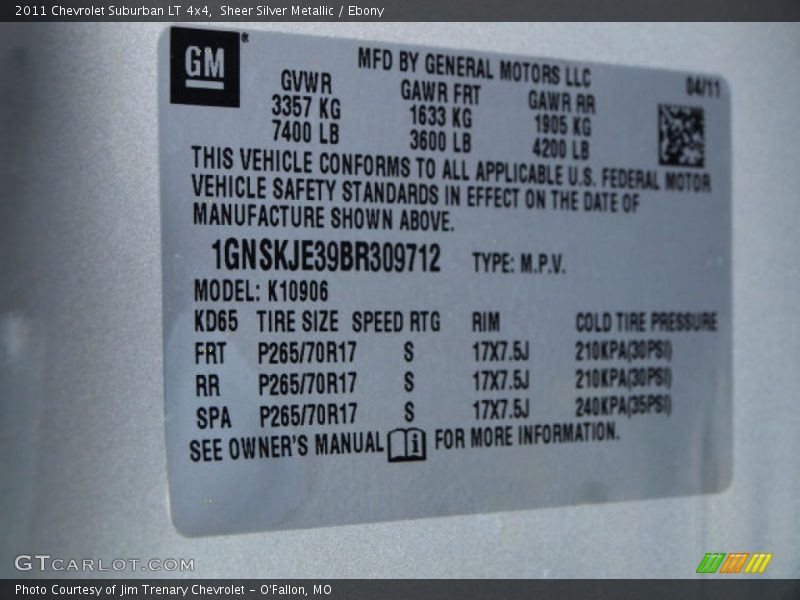 2011 Chevrolet Suburban LT 4x4, Sheer Silver Metallic / Ebony
GM ®
MFD BY GENERAL MOTORS LLC
04/11
GVWR GAWR FRT GAWR RR
3357 KG 1633 KG 1905 KG
7400 LB 3600 LB 4200 LB
THIS VEHICLE CONFORMS TO ALL APPLICABLE U.S. FEDERAL MOTOR
VEHICLE SAFETY STANDARDS IN EFFECT ON THE DATE OF
MANUFACTURE SHOWN ABOVE.
1GNSKJE39BR309712 TYPE: M.P.V.
MODEL: K10906
KD65 TIRE SIZE SPEED RTG RIM COLD TIRE PRESSURE
FRT P265/70R17 S 17X7.5J 210KPA(30PSI)
RR P265/70R17 S 17X7.5J 210KPA(30PSI)
SPA P265/70R17 S 17X7.5J 240KPA(35PSI)
SEE OWNER'S MANUAL i FOR MORE INFORMATION.
GTCARLOT.COM
Photo Courtesy of Jim Trenary Chevrolet - O'Fallon, MO